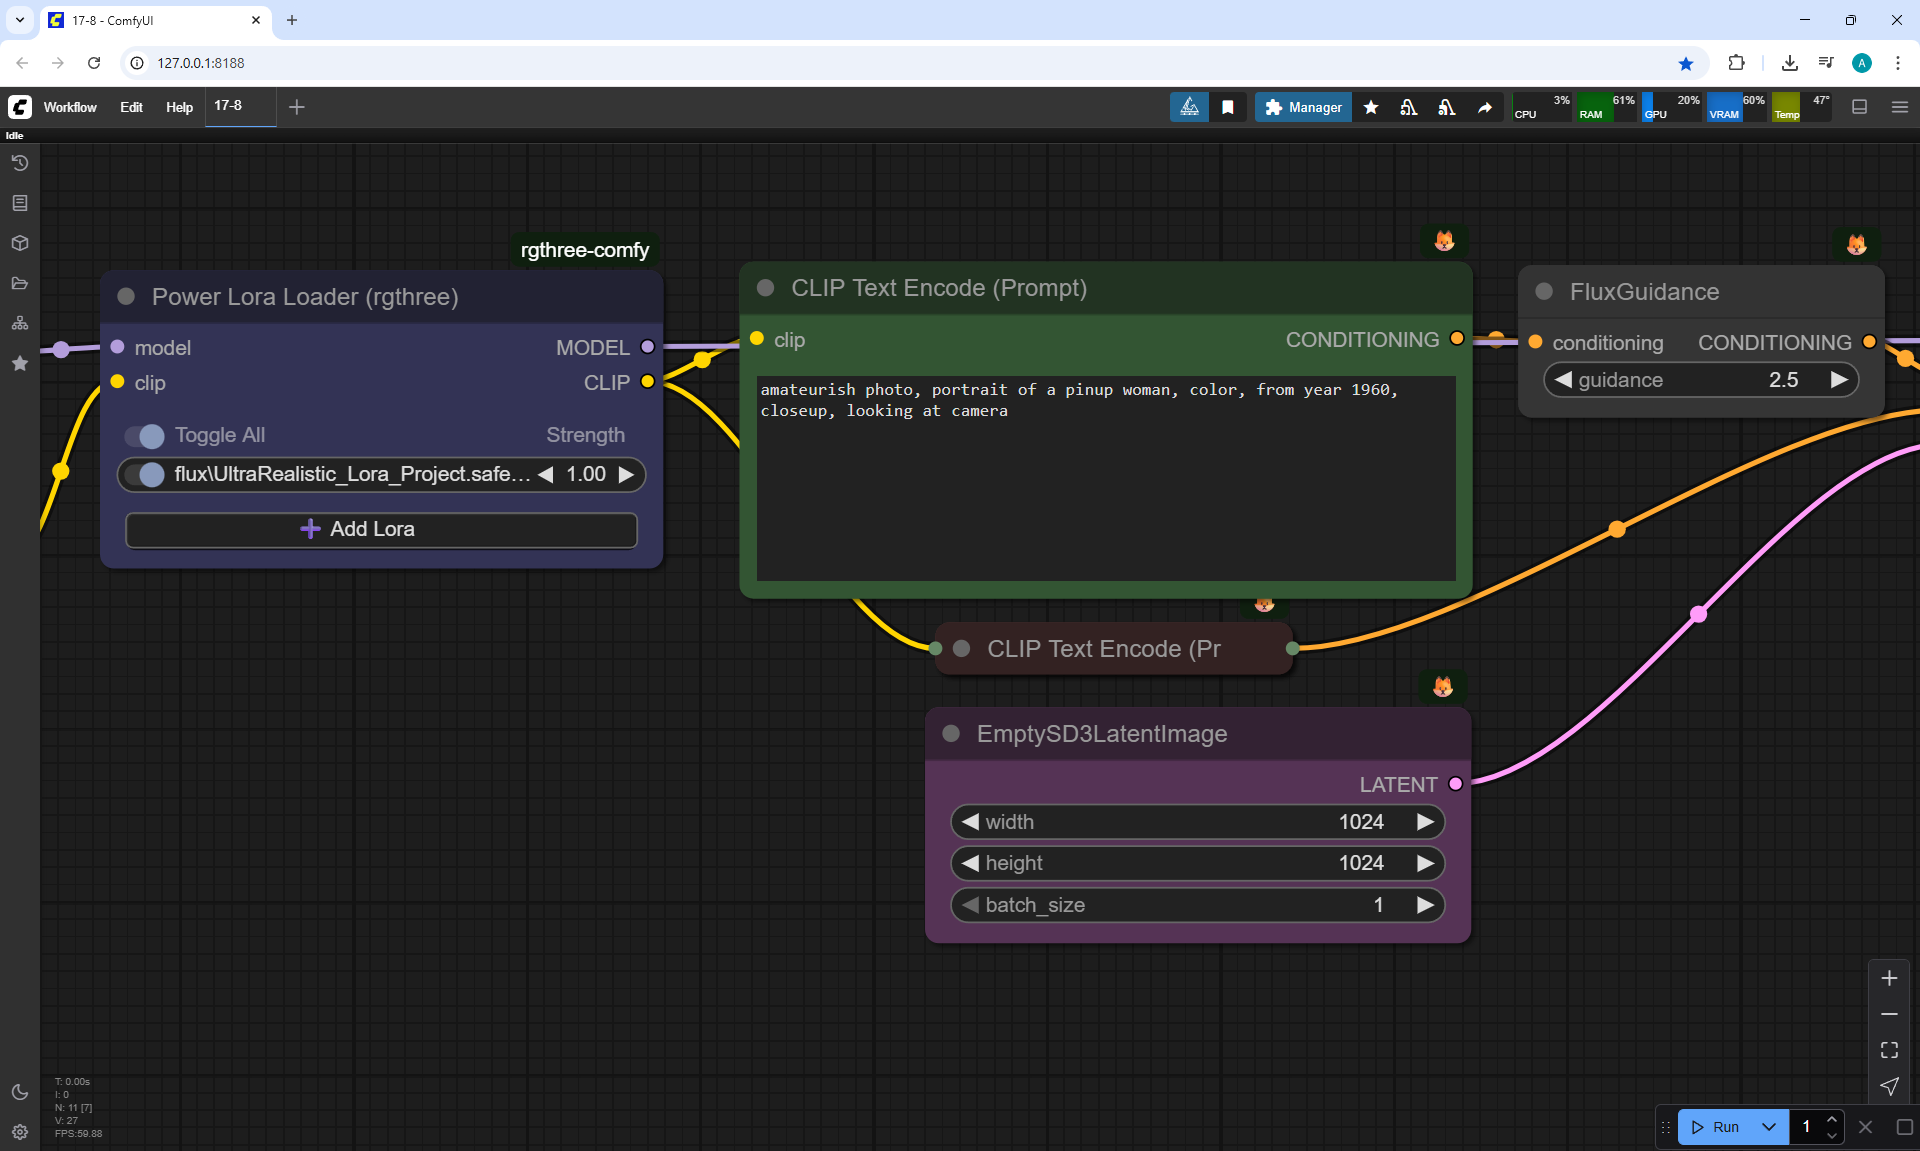 17-8 - ComfyUI
127.0.0.1:8188
Workflow Edit Help 17-8
Manager
CPU 3% RAM 61% GPU 20% VRAM 60% Temp 47°
Idle
rgthree-comfy
Power Lora Loader (rgthree)
model MODEL
clip CLIP
Toggle All Strength
flux\UltraRealistic_Lora_Project.safe... 1.00
Add Lora
CLIP Text Encode (Prompt)
clip CONDITIONING
amateurish photo, portrait of a pinup woman, color, from year 1960,
closeup, looking at camera
FluxGuidance
conditioning CONDITIONING
guidance 2.5
CLIP Text Encode (Pr
EmptySD3LatentImage
LATENT
width 1024
height 1024
batch_size 1
T: 0.00s
I: 0
N: 11 [7]
V: 27
FPS:59.88
Run 1
A